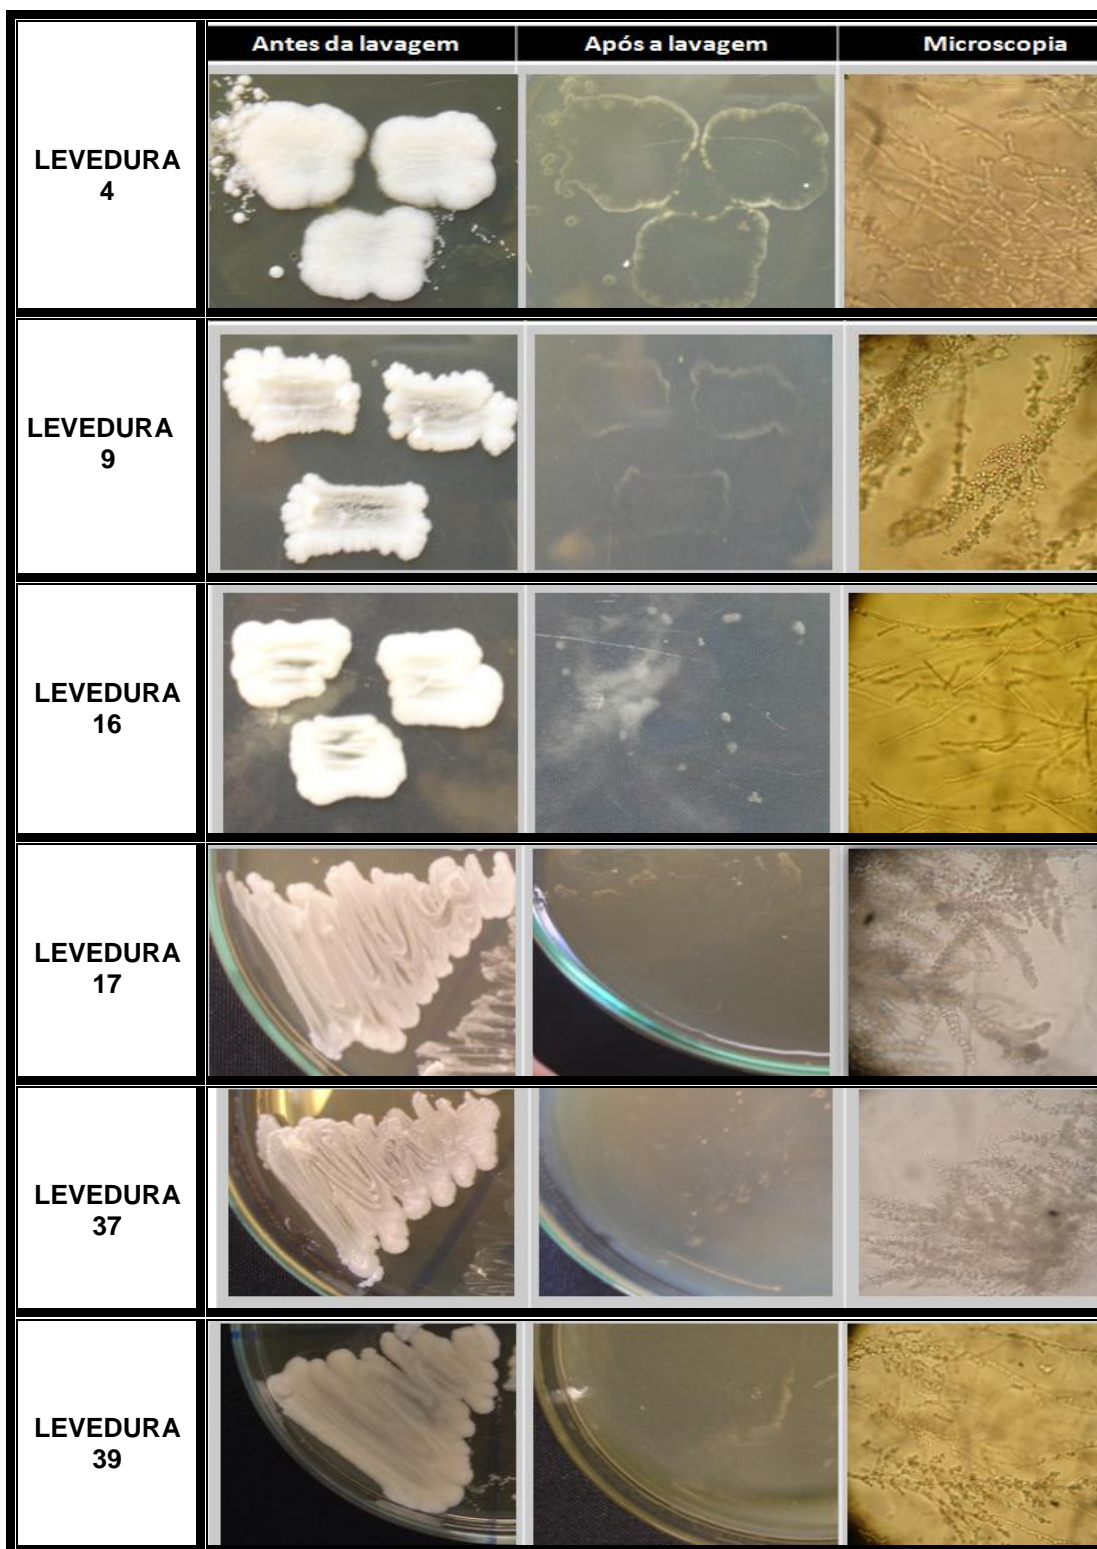 Antes da lavagem
Após a lavagem
Microscopia
LEVEDURA
4
LEVEDURA
9
LEVEDURA
16
LEVEDURA
17
LEVEDURA
37
LEVEDURA
39